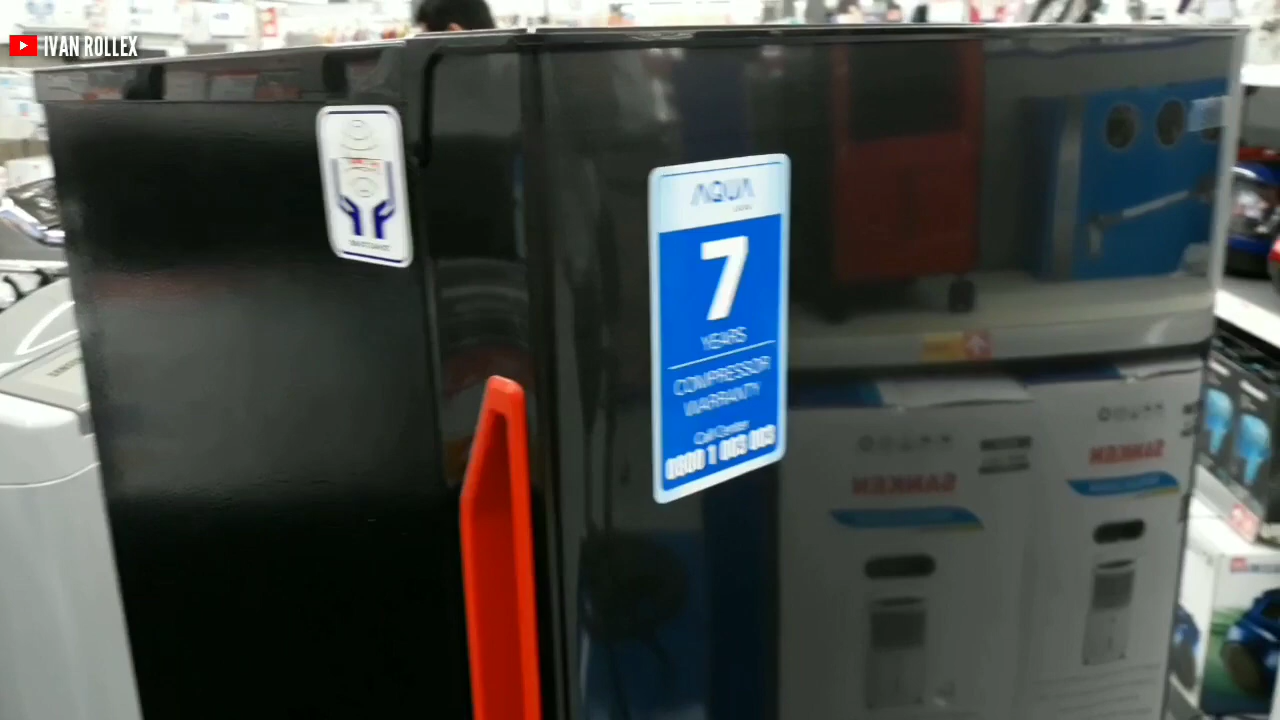 IVAN ROLLEX
AQUA
7
YEARS
COMPRESSOR
WARRANTY
Call Center
0800 1 003 003
SANKEN
SANKEN